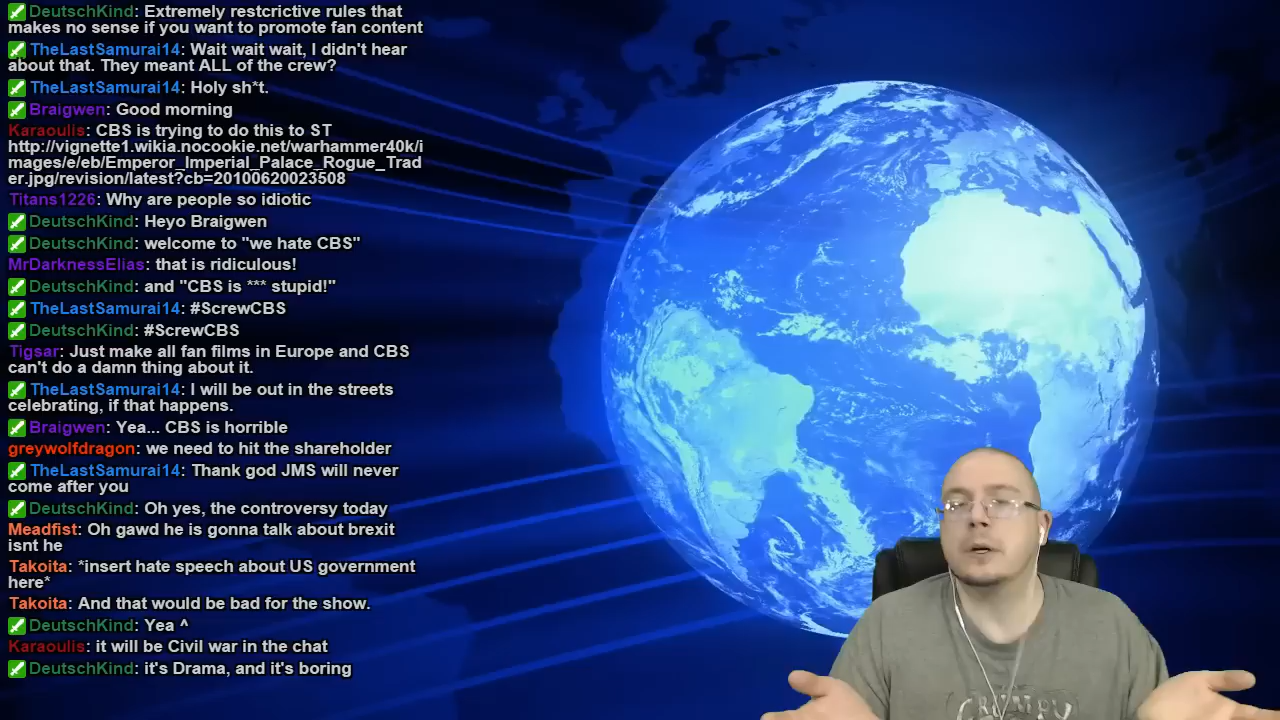 DeutschKind: Extremely restcrictive rules that
makes no sense if you want to promote fan content
TheLastSamurai14: Wait wait wait, I didn't hear
about that. They meant ALL of the crew?
TheLastSamurai14: Holy sh*t.
Braigwen: Good morning
Karaoulis: CBS is trying to do this to ST
http://vignette1.wikia.nocookie.net/warhammer40k/i
mages/e/eb/Emperor_Imperial_Palace_Rogue_Trad
er.jpg/revision/latest?cb=20100620023508
Titans1226: Why are people so idiotic
DeutschKind: Heyo Braigwen
DeutschKind: welcome to "we hate CBS"
MrDarknessElias: that is ridiculous!
DeutschKind: and "CBS is *** stupid!"
TheLastSamurai14: #ScrewCBS
DeutschKind: #ScrewCBS
Tigsar: Just make all fan films in Europe and CBS
can't do a damn thing about it.
TheLastSamurai14: I will be out in the streets
celebrating, if that happens.
Braigwen: Yea... CBS is horrible
greywolfdragon: we need to hit the shareholder
TheLastSamurai14: Thank god JMS will never
come after you
DeutschKind: Oh yes, the controversy today
Meadfist: Oh gawd he is gonna talk about brexit
isnt he
Takoita: *insert hate speech about US government
here*
Takoita: And that would be bad for the show.
DeutschKind: Yea ^
Karaoulis: it will be Civil war in the chat
DeutschKind: it's Drama, and it's boring
GRUMPY